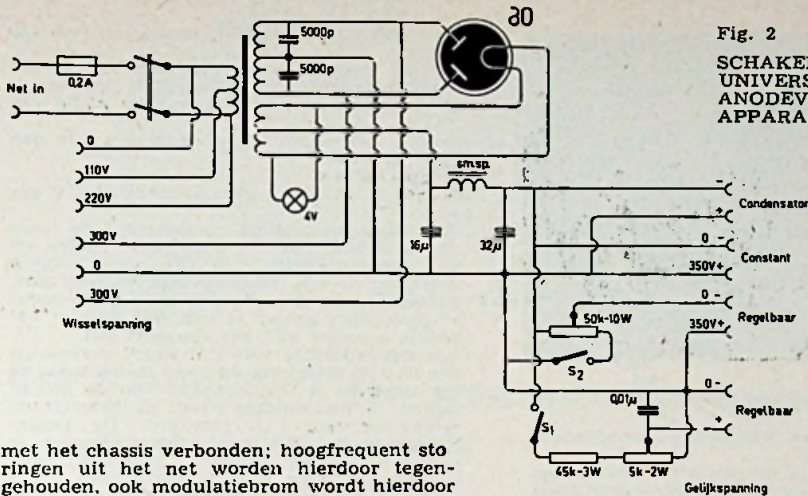 Fig. 2
SCHAKE
UNIVERS
ANODEV
APPARA
80
5000p
5000p
0,2A
Net in
0
110V
220V
300V
0
300V
Wisselspanning
4V
sm.sp.
16µ
32µ
-
Condensator
+
0 -
Constant
350V+
0 -
Regelbaar
350V+
50k-10W
S2
0 -
Regelbaar
+
0,01µ
S1
45k-3W
5k-2W
Gelijkspanning
met het chassis verbonden; hoogfrequent sto
ringen uit het net worden hierdoor tegen-
gehouden, ook modulatiebrom wordt hierdoor